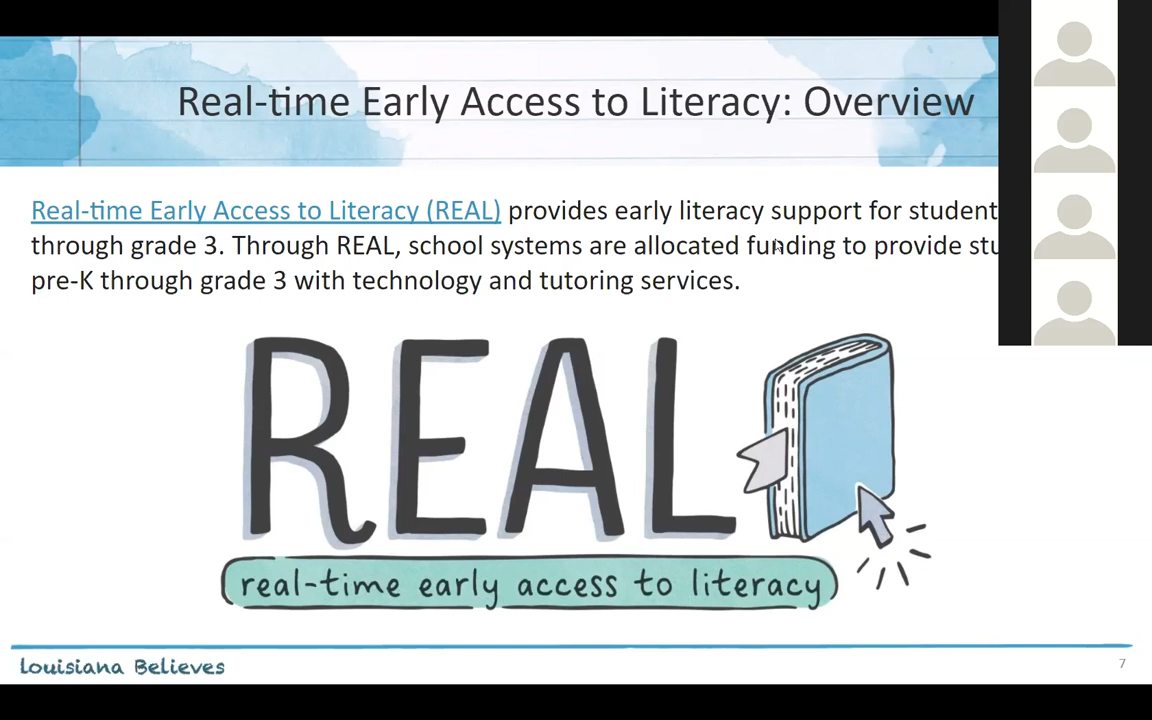 Real-time Early Access to Literacy: Overview
Real-time Early Access to Literacy (REAL) provides early literacy support for student
through grade 3. Through REAL, school systems are allocated funding to provide
pre-K through grade 3 with technology and tutoring services.
REAL
real-time early access to literacy
Louisiana Believes
7